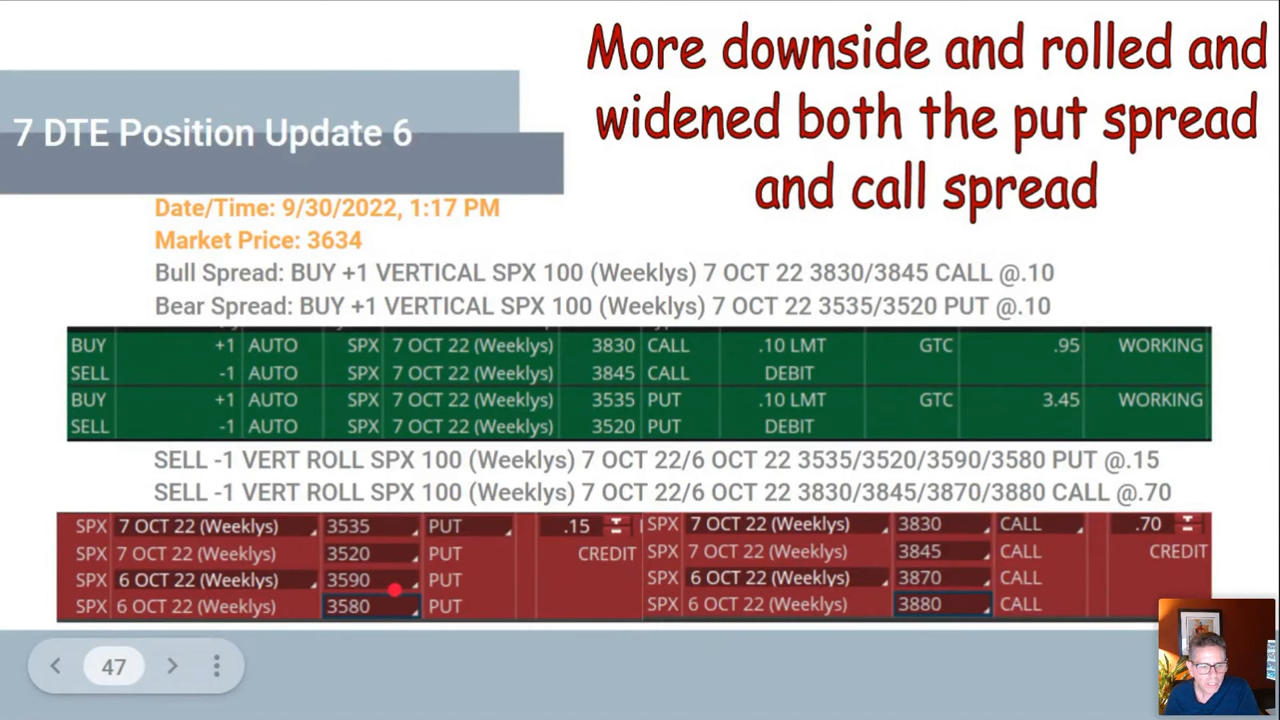 More downside and rolled and
widened both the put spread
and call spread
7 DTE Position Update 6
Date/Time: 9/30/2022, 1:17 PM
Market Price: 3634
Bull Spread: BUY +1 VERTICAL SPX 100 (Weeklys) 7 OCT 22 3830/3845 CALL @.10
Bear Spread: BUY +1 VERTICAL SPX 100 (Weeklys) 7 OCT 22 3535/3520 PUT @.10
BUY +1 AUTO SPX 7 OCT 22 (Weeklys) 3830 CALL .10 LMT GTC .95 WORKING
SELL -1 AUTO SPX 7 OCT 22 (Weeklys) 3845 CALL DEBIT
BUY +1 AUTO SPX 7 OCT 22 (Weeklys) 3535 PUT .10 LMT GTC 3.45 WORKING
SELL -1 AUTO SPX 7 OCT 22 (Weeklys) 3520 PUT DEBIT
SELL -1 VERT ROLL SPX 100 (Weeklys) 7 OCT 22/6 OCT 22 3535/3520/3590/3580 PUT @.15
SELL -1 VERT ROLL SPX 100 (Weeklys) 7 OCT 22/6 OCT 22 3830/3845/3870/3880 CALL @.70
SPX 7 OCT 22 (Weeklys) 3535 PUT .15 SPX 7 OCT 22 (Weeklys) 3830 CALL .70
SPX 7 OCT 22 (Weeklys) 3520 PUT CREDIT SPX 7 OCT 22 (Weeklys) 3845 CALL CREDIT
SPX 6 OCT 22 (Weeklys) 3590 PUT SPX 6 OCT 22 (Weeklys) 3870 CALL
SPX 6 OCT 22 (Weeklys) 3580 PUT SPX 6 OCT 22 (Weeklys) 3880 CALL
47